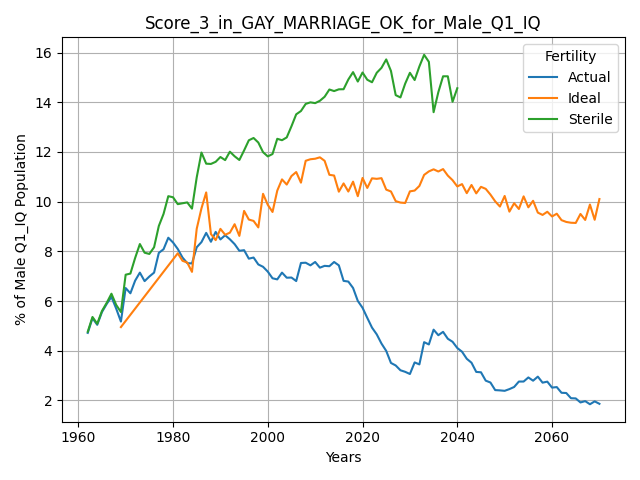 Score_3_in_GAY_MARRIAGE_OK_for_Male_Q1_IQ
% of Male Q1_IQ Population
16
14
12
10
8
6
4
2
Fertility
Actual
Ideal
Sterile
1960 1980 2000 2020 2040 2060
Years